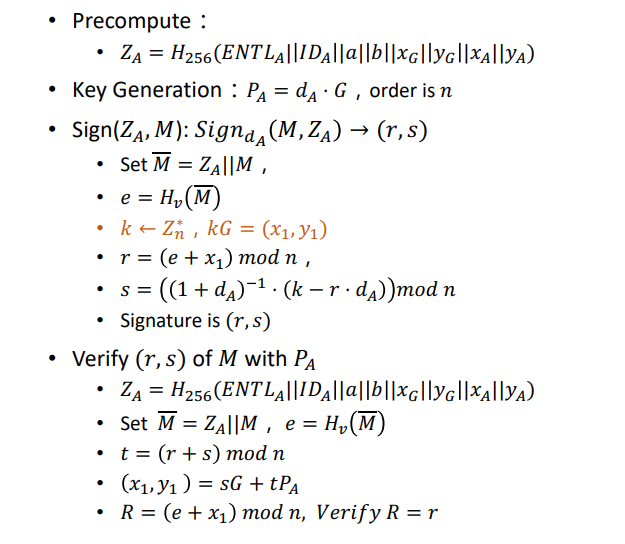 • Precompute：
• Z_A = H_256(ENTL_A||ID_A||a||b||x_G||y_G||x_A||y_A)
• Key Generation：P_A = d_A · G , order is n
• Sign(Z_A, M): Sign_{d_A}(M, Z_A) → (r, s)
• Set M̅ = Z_A||M ,
• e = H_v(M̅)
• k ← Z_n^* , kG = (x_1, y_1)
• r = (e + x_1) mod n ,
• s = ((1 + d_A)^{-1} · (k − r · d_A)) mod n
• Signature is (r, s)
• Verify (r, s) of M with P_A
• Z_A = H_256(ENTL_A||ID_A||a||b||x_G||y_G||x_A||y_A)
• Set M̅ = Z_A||M , e = H_v(M̅)
• t = (r + s) mod n
• (x_1, y_1 ) = sG + tP_A
• R = (e + x_1) mod n, Verify R = r